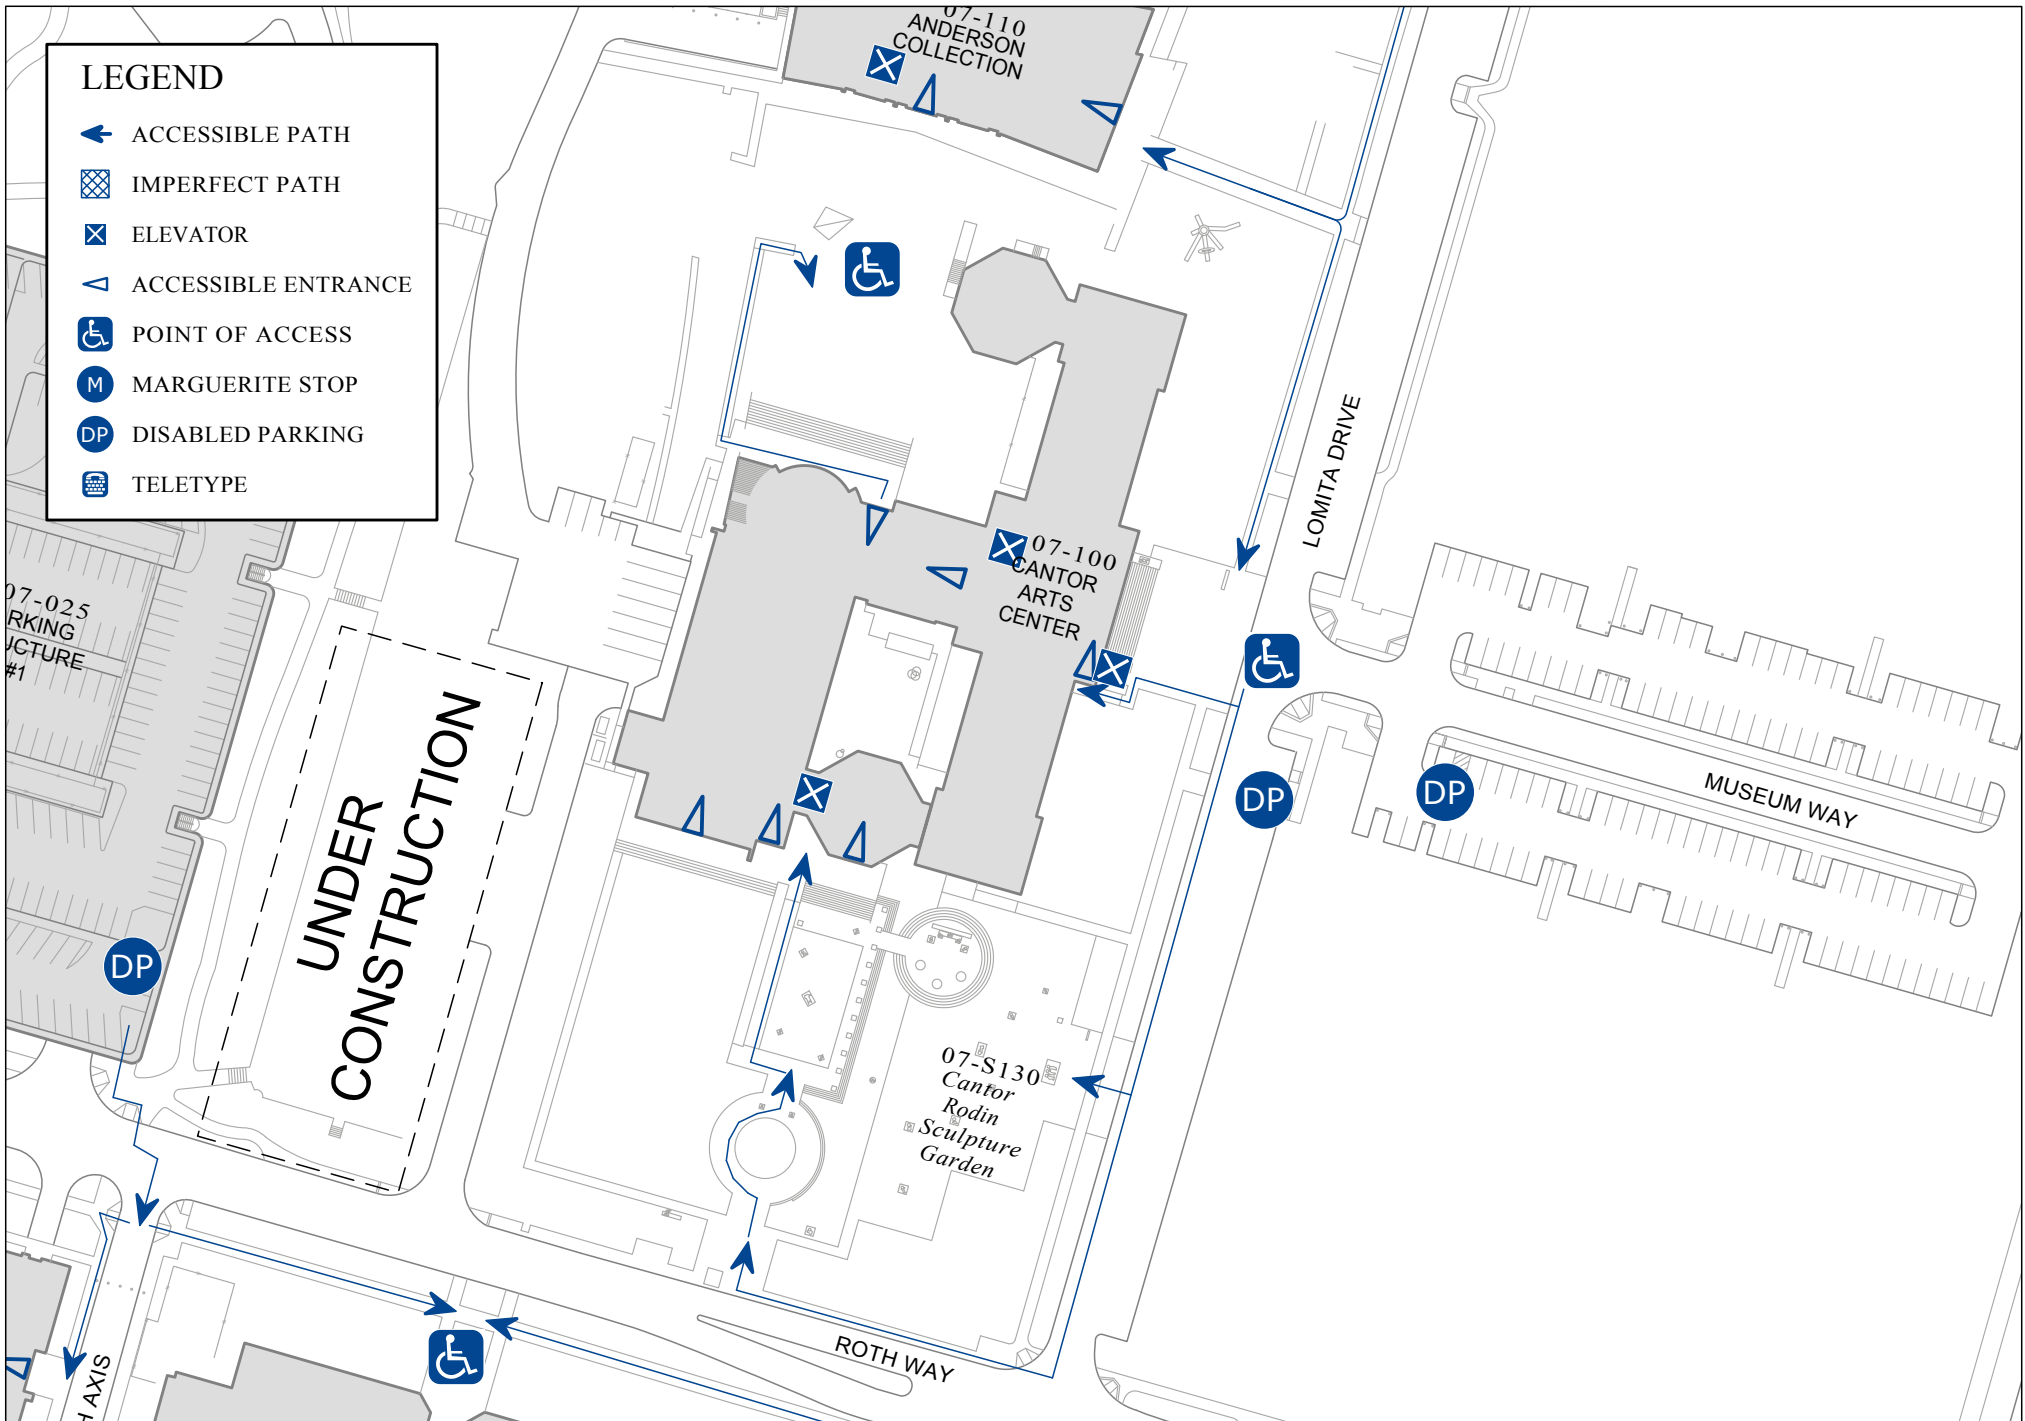 LEGEND
ACCESSIBLE PATH
IMPERFECT PATH
ELEVATOR
ACCESSIBLE ENTRANCE
POINT OF ACCESS
M MARGUERITE STOP
DP DISABLED PARKING
TELETYPE
07-110
ANDERSON
COLLECTION
LOMITA DRIVE
07-100
CANTOR
ARTS
CENTER
07-025
RKING
UCTURE
#1
UNDER
CONSTRUCTION
DP
DP
MUSEUM WAY
DP
07-S130
Cantor
Rodin
Sculpture
Garden
ROTH WAY
H AXIS